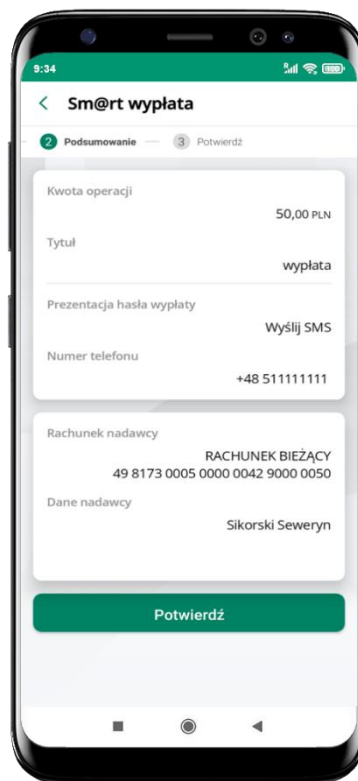 9:34
Sm@rt wypłata
2 Podsumowanie 3 Potwierdź
Kwota operacji
50,00 PLN
Tytuł
wypłata
Prezentacja hasła wypłaty
Wyślij SMS
Numer telefonu
+48 511111111
Rachunek nadawcy
RACHUNEK BIEŻĄCY
49 8173 0005 0000 0042 9000 0050
Dane nadawcy
Sikorski Seweryn
Potwierdź